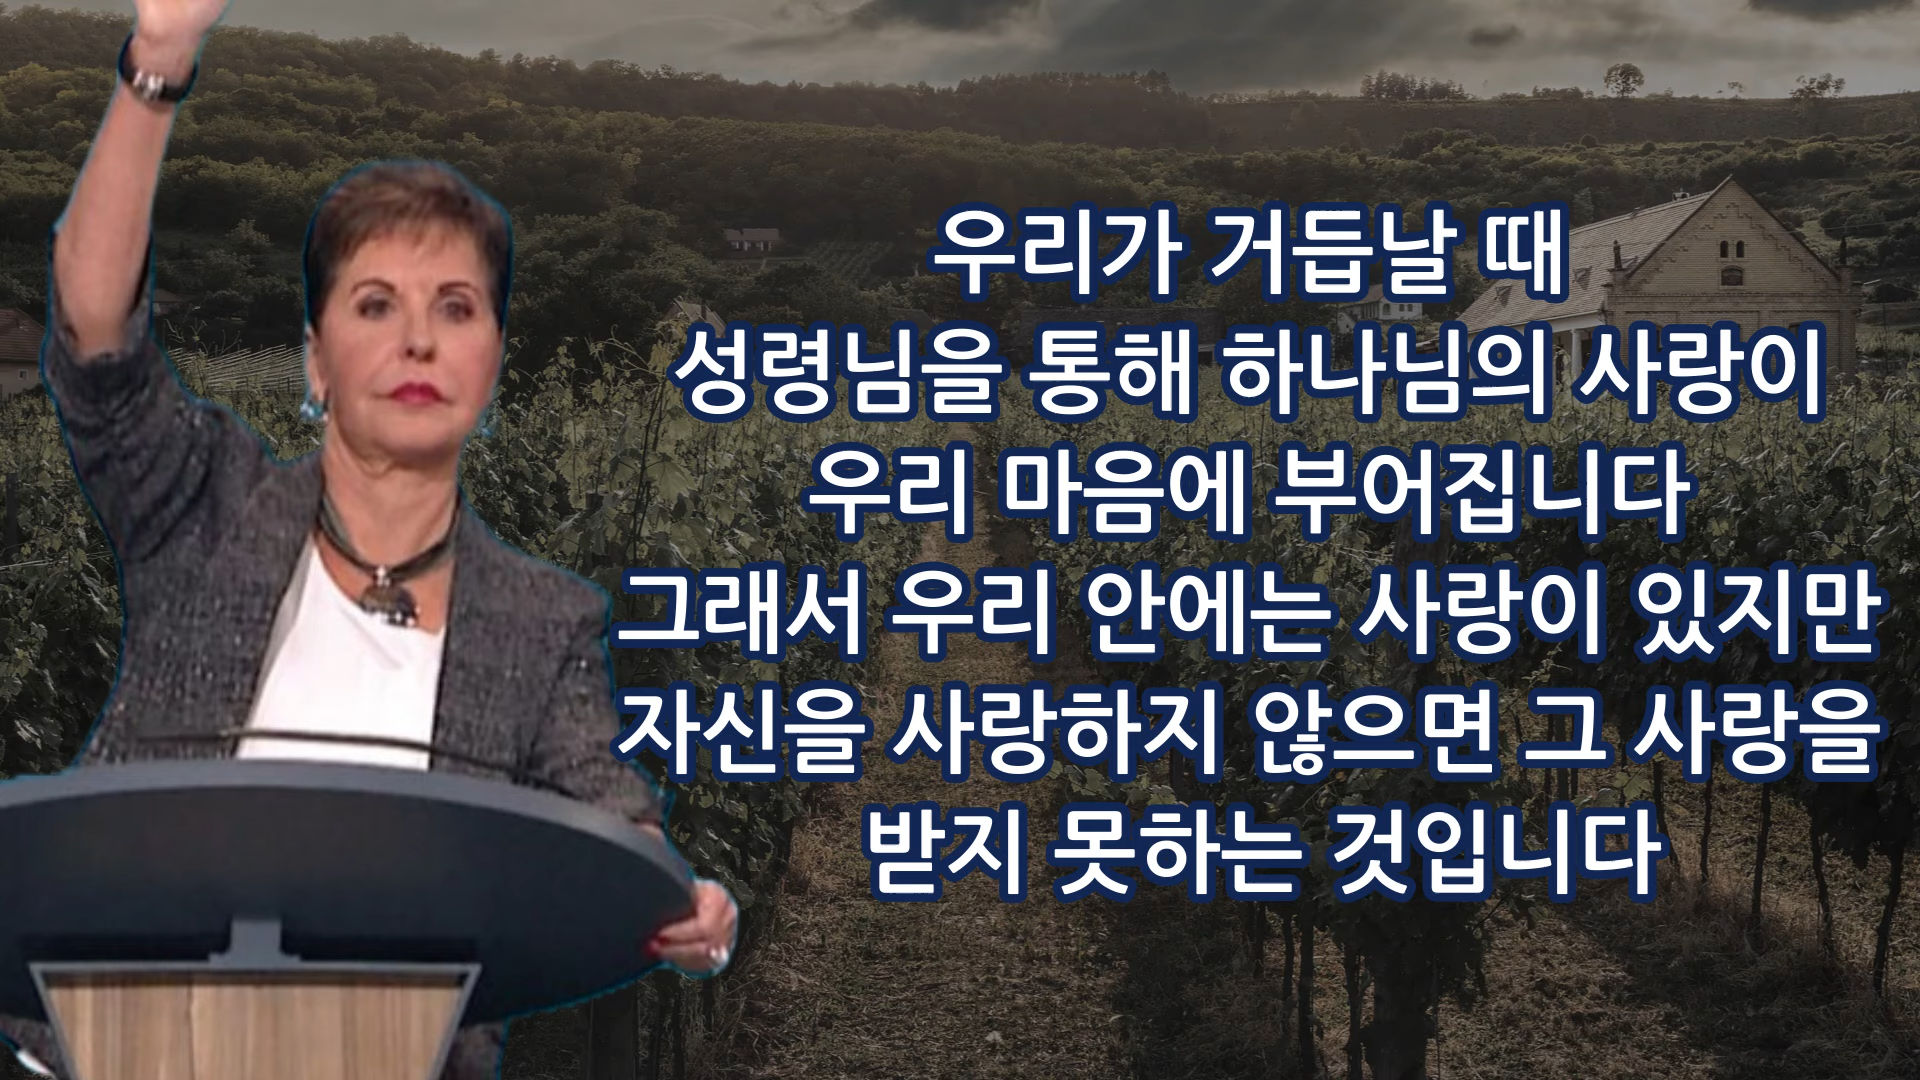 우리가 거듭날 때
성령님을 통해 하나님의 사랑이
우리 마음에 부어집니다
그래서 우리 안에는 사랑이 있지만
자신을 사랑하지 않으면 그 사랑을
받지 못하는 것입니다